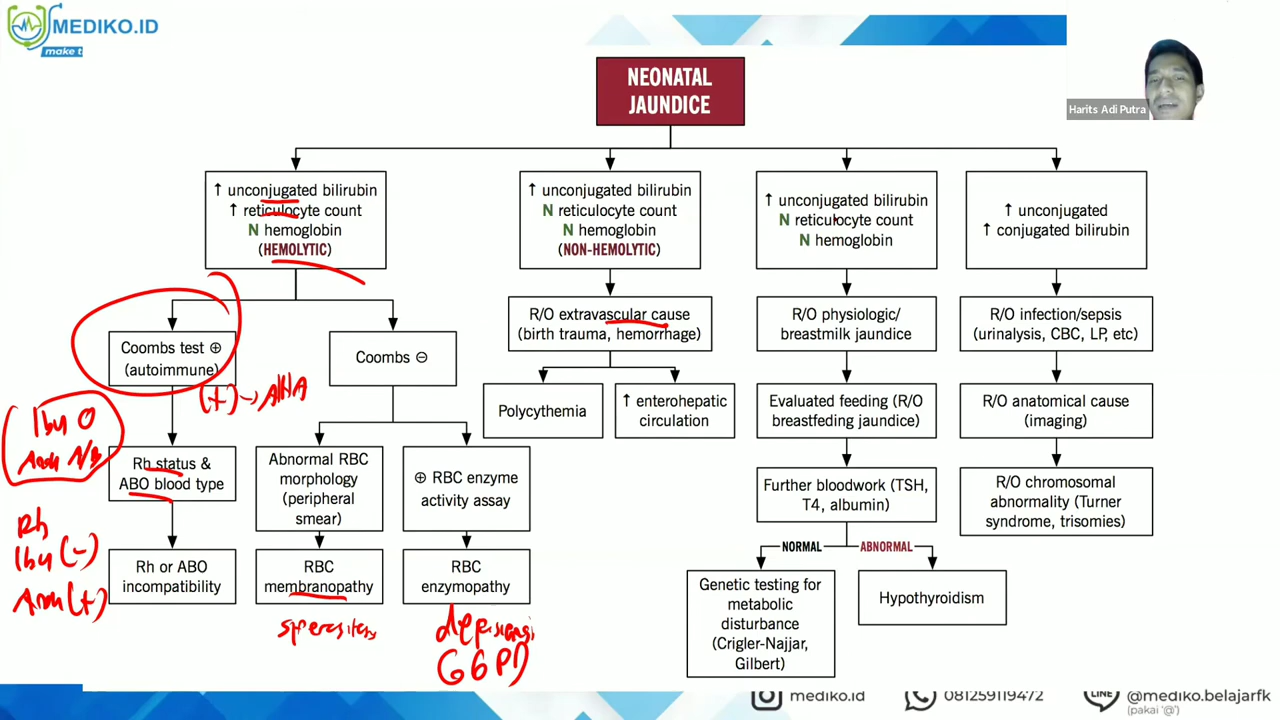 MEDIKO.ID
make t
Harits Adi Putra
NEONATAL
JAUNDICE
↑ unconjugated bilirubin
↑ reticulocyte count
N hemoglobin
(HEMOLYTIC)
↑ unconjugated bilirubin
N reticulocyte count
N hemoglobin
(NON-HEMOLYTIC)
↑ unconjugated bilirubin
N reticulocyte count
N hemoglobin
↑ unconjugated
↑ conjugated bilirubin
Coombs test ⊕
(autoimmune)
Coombs ⊖
R/O extravascular cause
(birth trauma, hemorrhage)
R/O physiologic/
breastmilk jaundice
R/O infection/sepsis
(urinalysis, CBC, LP, etc)
(+) → AIHA
Polycythemia
↑ enterohepatic
circulation
Evaluated feeding (R/O
breastfeding jaundice)
R/O anatomical cause
(imaging)
Ibu O
Anak A/B
Rh status &
ABO blood type
Abnormal RBC
morphology
(peripheral
smear)
⊕ RBC enzyme
activity assay
Further bloodwork (TSH,
T4, albumin)
R/O chromosomal
abnormality (Turner
syndrome, trisomies)
NORMAL
ABNORMAL
Rh
Ibu (-)
Anak (+)
Rh or ABO
incompatibility
RBC
membranopathy
RBC
enzymopathy
Genetic testing for
metabolic
disturbance
(Crigler-Najjar,
Gilbert)
Hypothyroidism
defisiensi
G6PD
mediko.id
081259119472
LINE
@mediko.belajarfk
(pakai '@')